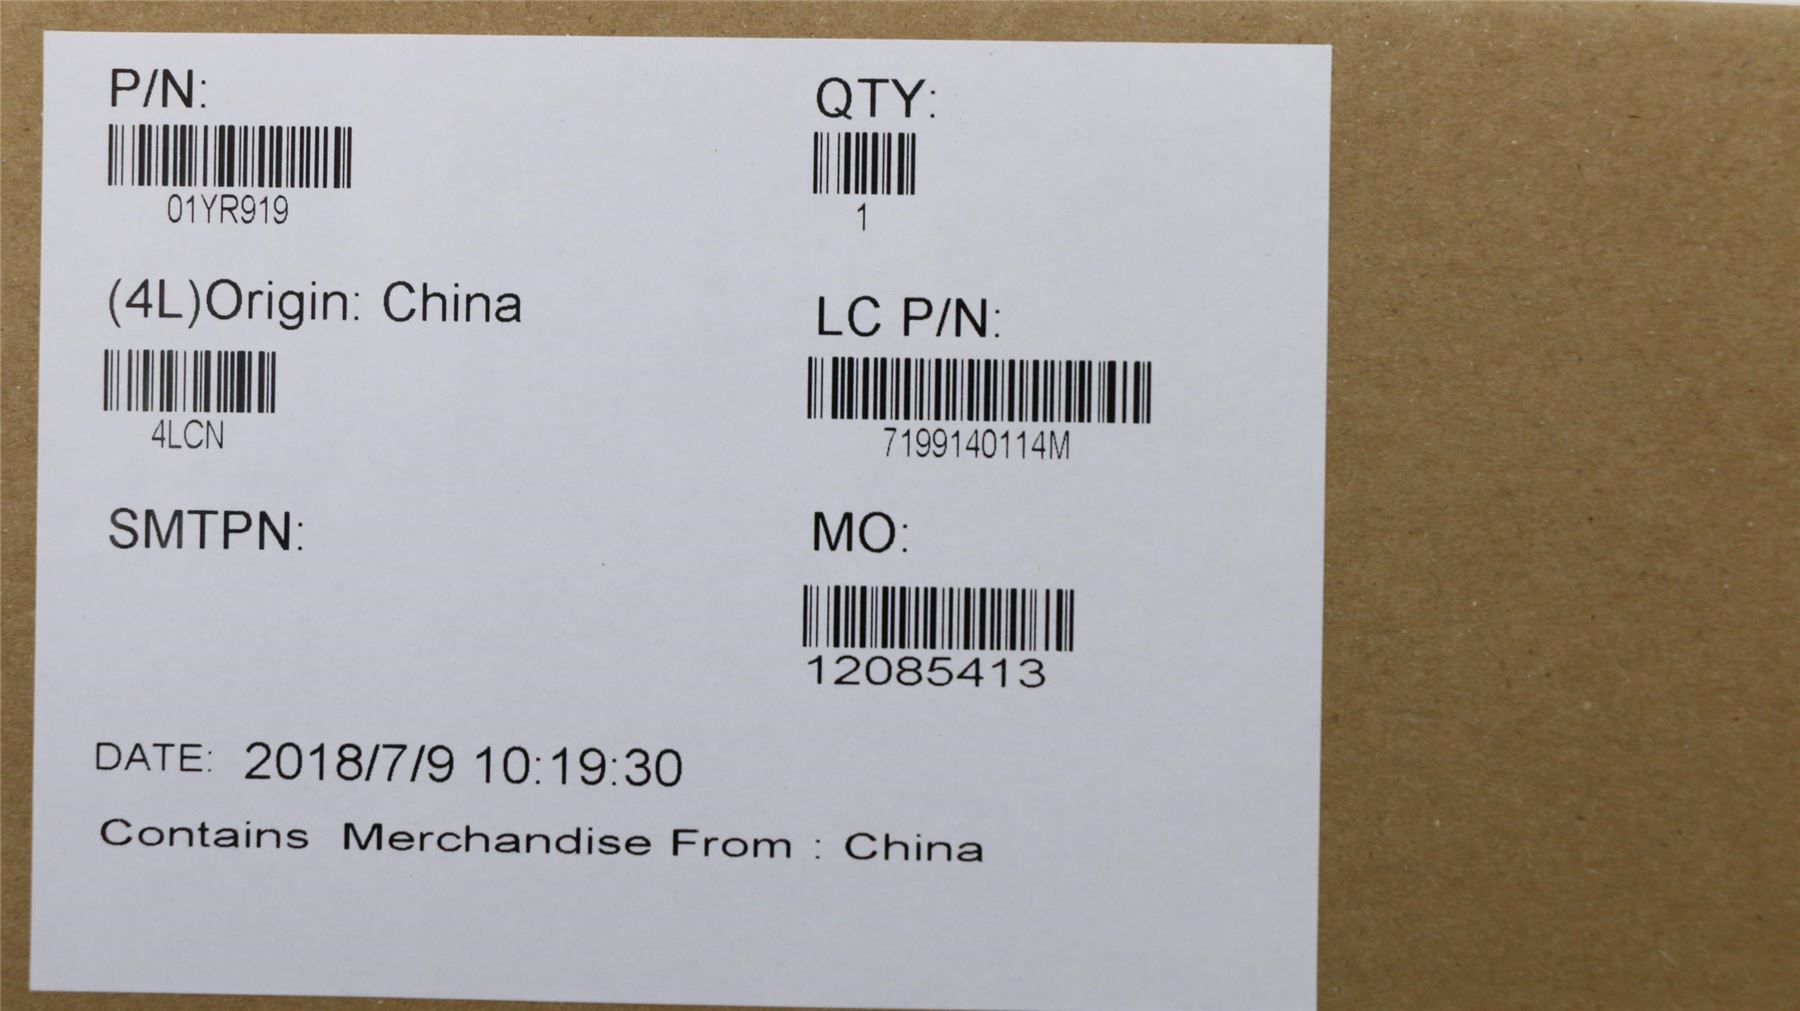 P/N:
01YR919
QTY:
1
(4L)Origin: China
4LCN
LC P/N:
7199140114M
SMTPN:
MO:
12085413
DATE: 2018/7/9 10:19:30
Contains Merchandise From : China